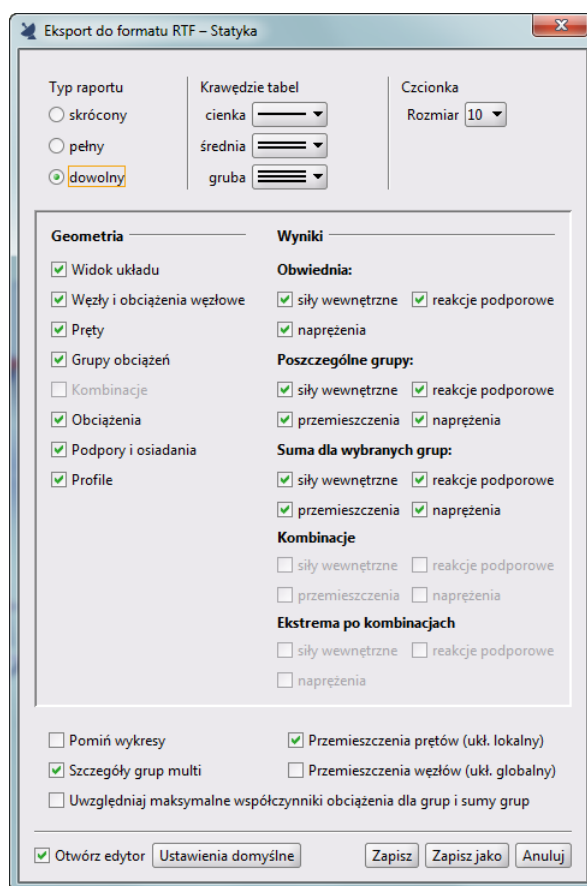 Eksport do formatu RTF – Statyka
Typ raportu
skrócony
pełny
dowolny
Krawędzie tabel
cienka
średnia
gruba
Czcionka
Rozmiar 10
Geometria
Widok układu
Węzły i obciążenia węzłowe
Pręty
Grupy obciążeń
Kombinacje
Obciążenia
Podpory i osiadania
Profile
Wyniki
Obwiednia:
siły wewnętrzne reakcje podporowe
naprężenia
Poszczególne grupy:
siły wewnętrzne reakcje podporowe
przemieszczenia naprężenia
Suma dla wybranych grup:
siły wewnętrzne reakcje podporowe
przemieszczenia naprężenia
Kombinacje
siły wewnętrzne reakcje podporowe
przemieszczenia naprężenia
Ekstrema po kombinacjach
siły wewnętrzne reakcje podporowe
naprężenia
Pomiń wykresy Przemieszczenia prętów (ukł. lokalny)
Szczegóły grup multi Przemieszczenia węzłów (ukł. globalny)
Uwzględniaj maksymalne współczynniki obciążenia dla grup i sumy grup
Otwórz edytor Ustawienia domyślne Zapisz Zapisz jako Anuluj